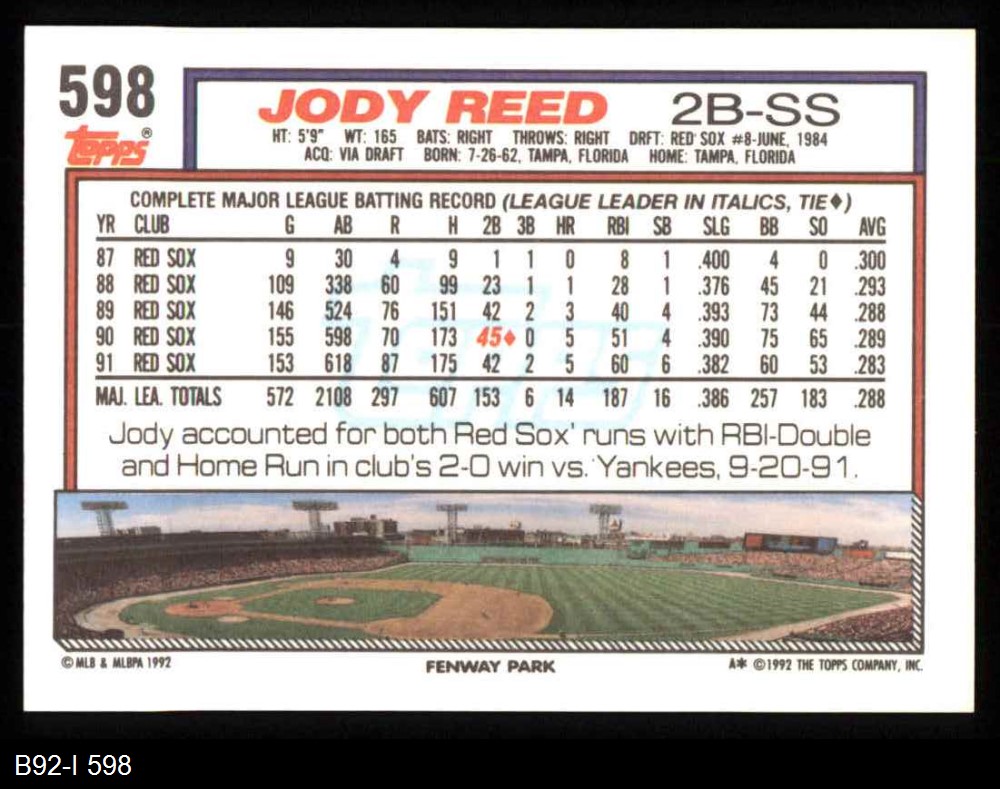 598
topps®
JODY REED 2B-SS
HT: 5'9" WT: 165 BATS: RIGHT THROWS: RIGHT DRFT: RED SOX #8-JUNE, 1984
ACQ: VIA DRAFT BORN: 7-26-62, TAMPA, FLORIDA HOME: TAMPA, FLORIDA
COMPLETE MAJOR LEAGUE BATTING RECORD (LEAGUE LEADER IN ITALICS, TIE♦)
YR CLUB G AB R H 2B 3B HR RBI SB SLG BB SO AVG
87 RED SOX 9 30 4 9 1 1 0 8 1 .400 4 0 .300
88 RED SOX 109 338 60 99 23 1 1 28 1 .376 45 21 .293
89 RED SOX 146 524 76 151 42 2 3 40 4 .393 73 44 .288
90 RED SOX 155 598 70 173 45♦ 0 5 51 4 .390 75 65 .289
91 RED SOX 153 618 87 175 42 2 5 60 6 .382 60 53 .283
MAJ. LEA. TOTALS 572 2108 297 607 153 6 14 187 16 .386 257 183 .288
topps
Jody accounted for both Red Sox' runs with RBI-Double
and Home Run in club's 2-0 win vs. Yankees, 9-20-91.
© MLB & MLBPA 1992 FENWAY PARK A* ©1992 THE TOPPS COMPANY, INC.
B92-I 598